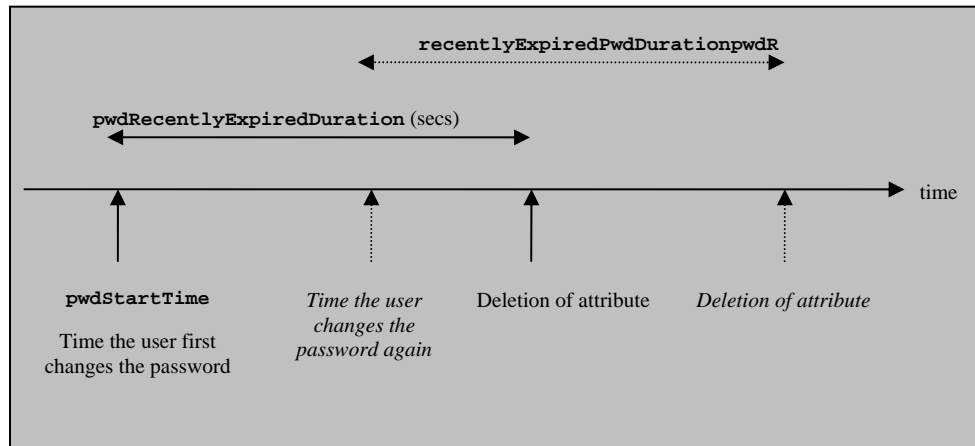 recentlyExpiredPwdDurationpwdR
pwdRecentlyExpiredDuration (secs)
time
pwdStartTime
Time the user first
changes the password
Time the user
changes the
password again
Deletion of attribute
Deletion of attribute